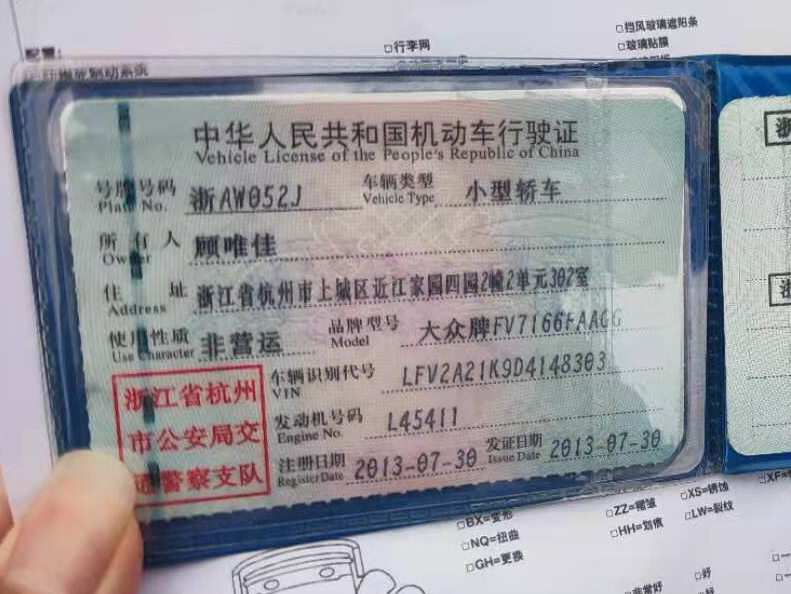 配置:
□行李网
□挡风玻璃遮阳条
□玻璃贴膜
中华人民共和国机动车行驶证
Vehicle License of the People's Republic of China
号牌号码 浙AW052J 车辆类型 小型轿车
Plate No. Vehicle Type
所有人 顾唯佳
Owner
住址 浙江省杭州市上城区近江家园四园2幢2单元302室
Address
使用性质 非营运 品牌型号 大众牌FV7166FAACG
Use Character Model
浙江省杭州
市公安局交
通警察支队
车辆识别代号 LFV2A21K9D4148303
VIN
发动机号码 L45411
Engine No.
注册日期 2013-07-30 发证日期 2013-07-30
Register Date Issue Date
浙
浙
□BX=变形
□NQ=扭曲
□GH=更换
□ZZ=褶皱
□HH=划痕
□XS=锈蚀
□LW=裂纹
□非常好
□好